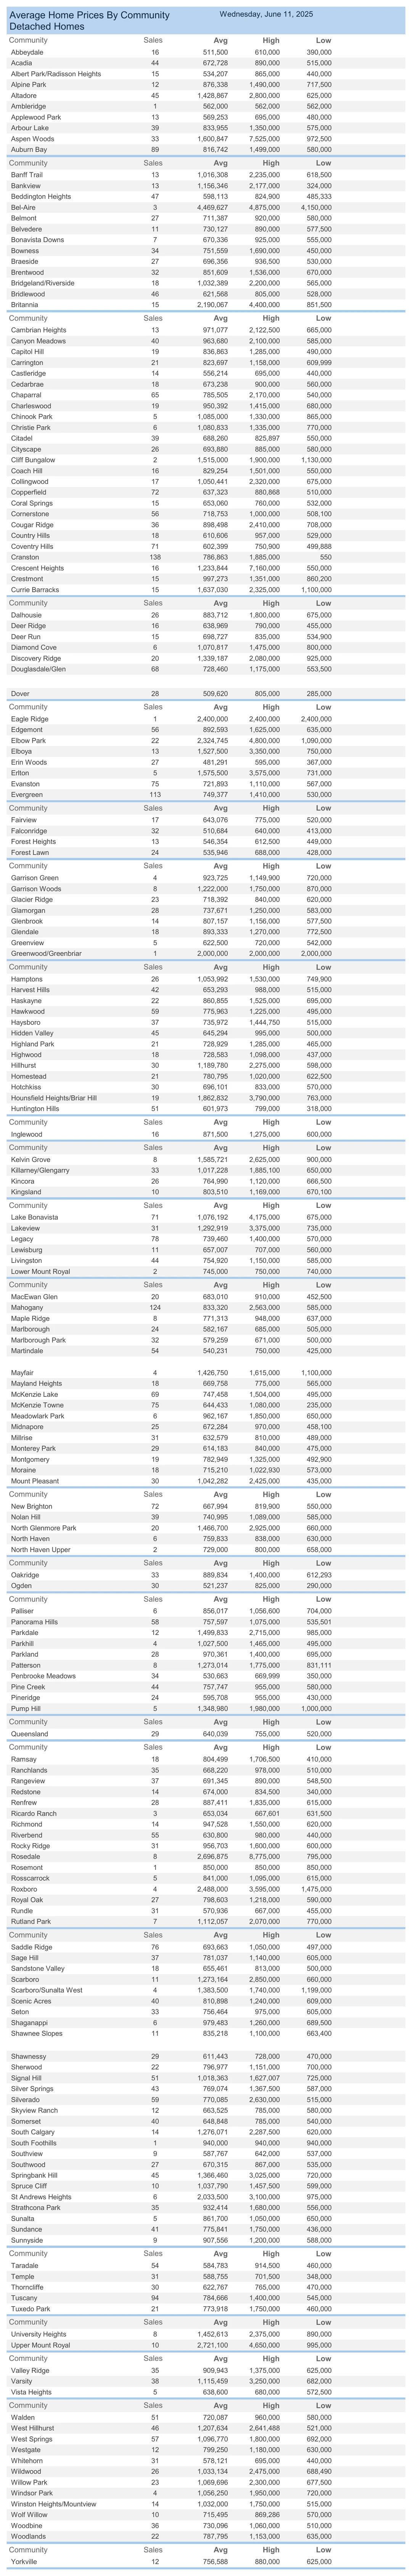 Average Home Prices By Community Wednesday, June 11, 2025
Detached Homes
Community Sales Avg High Low
Abbeydale 16 511,500 610,000 390,000
Acadia 44 672,728 890,000 515,000
Albert Park/Radisson Heights 15 534,207 865,000 440,000
Alpine Park 12 876,338 1,490,000 717,500
Altadore 45 1,428,867 2,800,000 625,000
Ambleridge 1 562,000 562,000 562,000
Applewood Park 13 569,253 695,000 480,000
Arbour Lake 39 833,955 1,350,000 575,000
Aspen Woods 33 1,600,847 7,525,000 972,500
Auburn Bay 89 816,742 1,499,000 580,000
Community Sales Avg High Low
Banff Trail 13 1,016,308 2,235,000 618,500
Bankview 13 1,156,346 2,177,000 324,000
Beddington Heights 47 598,113 824,900 485,333
Bel-Aire 3 4,469,627 4,875,000 4,150,000
Belmont 27 711,387 920,000 580,000
Belvedere 11 730,127 890,000 577,500
Bonavista Downs 7 670,336 925,000 555,000
Bowness 34 751,559 1,690,000 450,000
Braeside 27 696,356 936,500 530,000
Brentwood 32 851,609 1,536,000 670,000
Bridgeland/Riverside 18 1,032,389 2,200,000 565,000
Bridlewood 46 621,568 805,000 528,000
Britannia 15 2,190,067 4,400,000 851,500
Community Sales Avg High Low
Cambrian Heights 13 971,077 2,122,500 665,000
Canyon Meadows 40 963,680 2,100,000 585,000
Capitol Hill 19 836,863 1,285,000 490,000
Carrington 21 823,697 1,158,000 609,999
Castleridge 14 556,214 695,000 440,000
Cedarbrae 18 673,238 900,000 560,000
Chaparral 65 785,505 2,170,000 540,000
Charleswood 19 950,392 1,415,000 680,000
Chinook Park 5 1,085,000 1,330,000 865,000
Christie Park 6 1,080,833 1,335,000 770,000
Citadel 39 688,260 825,897 550,000
Cityscape 26 693,880 885,000 580,000
Cliff Bungalow 2 1,515,000 1,900,000 1,130,000
Coach Hill 16 829,254 1,501,000 550,000
Collingwood 17 1,050,441 2,320,000 675,000
Copperfield 72 637,323 880,868 510,000
Coral Springs 15 653,060 760,000 532,000
Cornerstone 56 718,753 1,000,000 508,100
Cougar Ridge 36 898,498 2,410,000 708,000
Country Hills 18 610,606 957,000 529,000
Coventry Hills 71 602,399 750,900 499,888
Cranston 138 786,863 1,885,000 550
Crescent Heights 16 1,233,844 7,160,000 550,000
Crestmont 15 997,273 1,351,000 860,200
Currie Barracks 15 1,637,030 2,325,000 1,100,000
Community Sales Avg High Low
Dalhousie 26 883,712 1,800,000 675,000
Deer Ridge 16 638,969 790,000 455,000
Deer Run 15 698,727 835,000 534,900
Diamond Cove 6 1,070,817 1,475,000 800,000
Discovery Ridge 20 1,339,187 2,080,000 925,000
Douglasdale/Glen 68 728,460 1,175,000 553,500
Dover 28 509,620 805,000 285,000
Community Sales Avg High Low
Eagle Ridge 1 2,400,000 2,400,000 2,400,000
Edgemont 56 892,593 1,625,000 635,000
Elbow Park 22 2,324,745 4,800,000 1,090,000
Elboya 13 1,527,500 3,350,000 750,000
Erin Woods 27 481,291 595,000 367,000
Erlton 5 1,575,500 3,575,000 731,000
Evanston 75 721,893 1,110,000 567,000
Evergreen 113 749,377 1,410,000 530,000
Community Sales Avg High Low
Fairview 17 643,076 775,000 520,000
Falconridge 32 510,684 640,000 413,000
Forest Heights 13 546,354 612,500 449,000
Forest Lawn 24 535,946 688,000 428,000
Community Sales Avg High Low
Garrison Green 4 923,725 1,149,900 720,000
Garrison Woods 8 1,222,000 1,750,000 870,000
Glacier Ridge 23 718,392 840,000 620,000
Glamorgan 28 737,671 1,250,000 583,000
Glenbrook 14 807,157 1,156,000 577,500
Glendale 18 893,333 1,270,000 772,500
Greenview 5 622,500 720,000 542,000
Greenwood/Greenbriar 1 2,000,000 2,000,000 2,000,000
Community Sales Avg High Low
Hamptons 26 1,053,992 1,530,000 749,900
Harvest Hills 42 653,293 988,000 515,000
Haskayne 22 860,855 1,525,000 695,000
Hawkwood 59 775,963 1,225,000 495,000
Haysboro 37 735,972 1,444,750 515,000
Hidden Valley 45 645,294 995,000 500,000
Highland Park 21 728,929 1,285,000 465,000
Highwood 18 728,583 1,098,000 437,000
Hillhurst 30 1,189,780 2,275,000 598,000
Homestead 21 780,795 1,020,000 622,500
Hotchkiss 30 696,101 833,000 570,000
Hounsfield Heights/Briar Hill 19 1,862,832 3,790,000 763,000
Huntington Hills 51 601,973 799,000 318,000
Community Sales Avg High Low
Inglewood 16 871,500 1,275,000 600,000
Community Sales Avg High Low
Kelvin Grove 8 1,585,721 2,625,000 900,000
Killarney/Glengarry 33 1,017,228 1,885,100 650,000
Kincora 26 764,990 1,120,000 666,500
Kingsland 10 803,510 1,169,000 670,100
Community Sales Avg High Low
Lake Bonavista 71 1,076,192 4,175,000 675,000
Lakeview 31 1,292,919 3,375,000 735,000
Legacy 78 739,460 1,400,000 570,000
Lewisburg 11 657,007 707,000 560,000
Livingston 44 754,920 1,150,000 585,000
Lower Mount Royal 2 745,000 750,000 740,000
Community Sales Avg High Low
MacEwan Glen 20 683,010 910,000 452,500
Mahogany 124 833,320 2,563,000 585,000
Maple Ridge 8 771,313 948,000 637,000
Marlborough 24 582,167 685,000 505,000
Marlborough Park 32 579,259 671,000 500,000
Martindale 54 540,231 750,000 425,000
Mayfair 4 1,426,750 1,615,000 1,100,000
Mayland Heights 18 669,758 775,000 565,000
McKenzie Lake 69 747,458 1,504,000 495,000
McKenzie Towne 75 644,433 1,080,000 235,000
Meadowlark Park 6 962,167 1,850,000 650,000
Midnapore 25 672,284 970,000 458,100
Millrise 31 632,579 810,000 489,000
Monterey Park 29 614,183 840,000 475,000
Montgomery 19 782,949 1,325,000 492,900
Moraine 18 715,210 1,022,930 573,000
Mount Pleasant 30 1,042,282 2,425,000 435,000
Community Sales Avg High Low
New Brighton 72 667,994 819,900 550,000
Nolan Hill 39 740,995 1,089,000 585,000
North Glenmore Park 20 1,466,700 2,925,000 660,000
North Haven 6 759,833 838,000 630,000
North Haven Upper 2 729,000 800,000 658,000
Community Sales Avg High Low
Oakridge 33 889,834 1,400,000 612,293
Ogden 30 521,237 825,000 290,000
Community Sales Avg High Low
Palliser 6 856,017 1,056,600 704,000
Panorama Hills 58 757,597 1,075,000 535,501
Parkdale 12 1,499,833 2,715,000 985,000
Parkhill 4 1,027,500 1,465,000 495,000
Parkland 28 970,361 1,400,000 695,000
Patterson 8 1,273,014 1,775,000 831,111
Penbrooke Meadows 34 530,663 669,999 350,000
Pine Creek 44 757,747 955,000 580,000
Pineridge 24 595,708 955,000 430,000
Pump Hill 5 1,348,980 1,980,000 1,000,000
Community Sales Avg High Low
Queensland 29 640,039 755,000 520,000
Community Sales Avg High Low
Ramsay 18 804,499 1,706,500 410,000
Ranchlands 35 668,220 978,000 510,000
Rangeview 37 691,345 890,000 548,500
Redstone 14 674,000 834,500 340,000
Renfrew 28 887,411 1,835,000 615,000
Ricardo Ranch 3 653,034 667,601 631,500
Richmond 14 947,528 1,550,000 620,000
Riverbend 55 630,800 980,000 440,000
Rocky Ridge 31 956,703 1,600,000 600,000
Rosedale 8 2,696,875 8,775,000 795,000
Rosemont 1 850,000 850,000 850,000
Rosscarrock 5 841,000 1,095,000 615,000
Roxboro 4 2,488,000 3,595,000 1,475,000
Royal Oak 27 798,603 1,218,000 590,000
Rundle 31 570,936 667,000 455,000
Rutland Park 7 1,112,057 2,070,000 770,000
Community Sales Avg High Low
Saddle Ridge 76 693,663 1,050,000 497,000
Sage Hill 37 781,037 1,140,000 605,000
Sandstone Valley 18 655,461 813,000 500,000
Scarboro 11 1,273,164 2,850,000 660,000
Scarboro/Sunalta West 4 1,383,500 1,740,000 1,199,000
Scenic Acres 40 810,898 1,240,000 609,000
Seton 33 756,464 975,000 605,000
Shaganappi 6 979,483 1,260,000 689,500
Shawnee Slopes 11 835,218 1,100,000 663,400
Shawnessy 29 611,443 728,000 470,000
Sherwood 22 796,977 1,151,000 700,000
Signal Hill 51 1,018,363 1,627,007 725,000
Silver Springs 43 769,074 1,367,500 587,000
Silverado 59 770,085 2,630,000 515,000
Skyview Ranch 12 663,525 785,000 580,000
Somerset 40 648,848 785,000 540,000
South Calgary 14 1,276,071 2,287,500 620,000
South Foothills 1 940,000 940,000 940,000
Southview 9 587,767 642,000 537,000
Southwood 27 670,315 867,000 535,000
Springbank Hill 45 1,366,460 3,025,000 720,000
Spruce Cliff 10 1,037,790 1,457,500 599,000
St Andrews Heights 6 2,033,500 3,100,000 975,000
Strathcona Park 35 932,414 1,680,000 556,000
Sunalta 5 861,700 1,050,000 650,000
Sundance 41 775,841 1,750,000 436,000
Sunnyside 9 907,556 1,200,000 588,000
Community Sales Avg High Low
Taradale 54 584,783 914,500 460,000
Temple 31 588,755 701,500 348,000
Thorncliffe 30 622,767 765,000 470,000
Tuscany 94 784,666 1,400,000 545,000
Tuxedo Park 21 773,918 1,750,000 460,000
Community Sales Avg High Low
University Heights 8 1,452,613 2,375,000 890,000
Upper Mount Royal 10 2,721,100 4,650,000 995,000
Community Sales Avg High Low
Valley Ridge 35 909,943 1,375,000 625,000
Varsity 38 1,115,459 3,250,000 682,000
Vista Heights 5 638,600 680,000 572,500
Community Sales Avg High Low
Walden 51 720,087 960,000 580,000
West Hillhurst 46 1,207,634 2,641,488 521,000
West Springs 57 1,096,770 1,800,000 692,000
Westgate 12 799,250 1,180,000 630,000
Whitehorn 31 578,121 695,000 440,000
Wildwood 26 1,033,134 2,475,000 688,490
Willow Park 23 1,069,696 2,300,000 677,500
Windsor Park 4 1,056,250 1,950,000 720,000
Winston Heights/Mountview 14 1,032,000 1,750,000 515,000
Wolf Willow 10 715,495 869,286 570,000
Woodbine 36 730,096 1,060,000 510,000
Woodlands 22 787,795 1,153,000 635,000
Community Sales Avg High Low
Yorkville 12 756,588 880,000 625,000